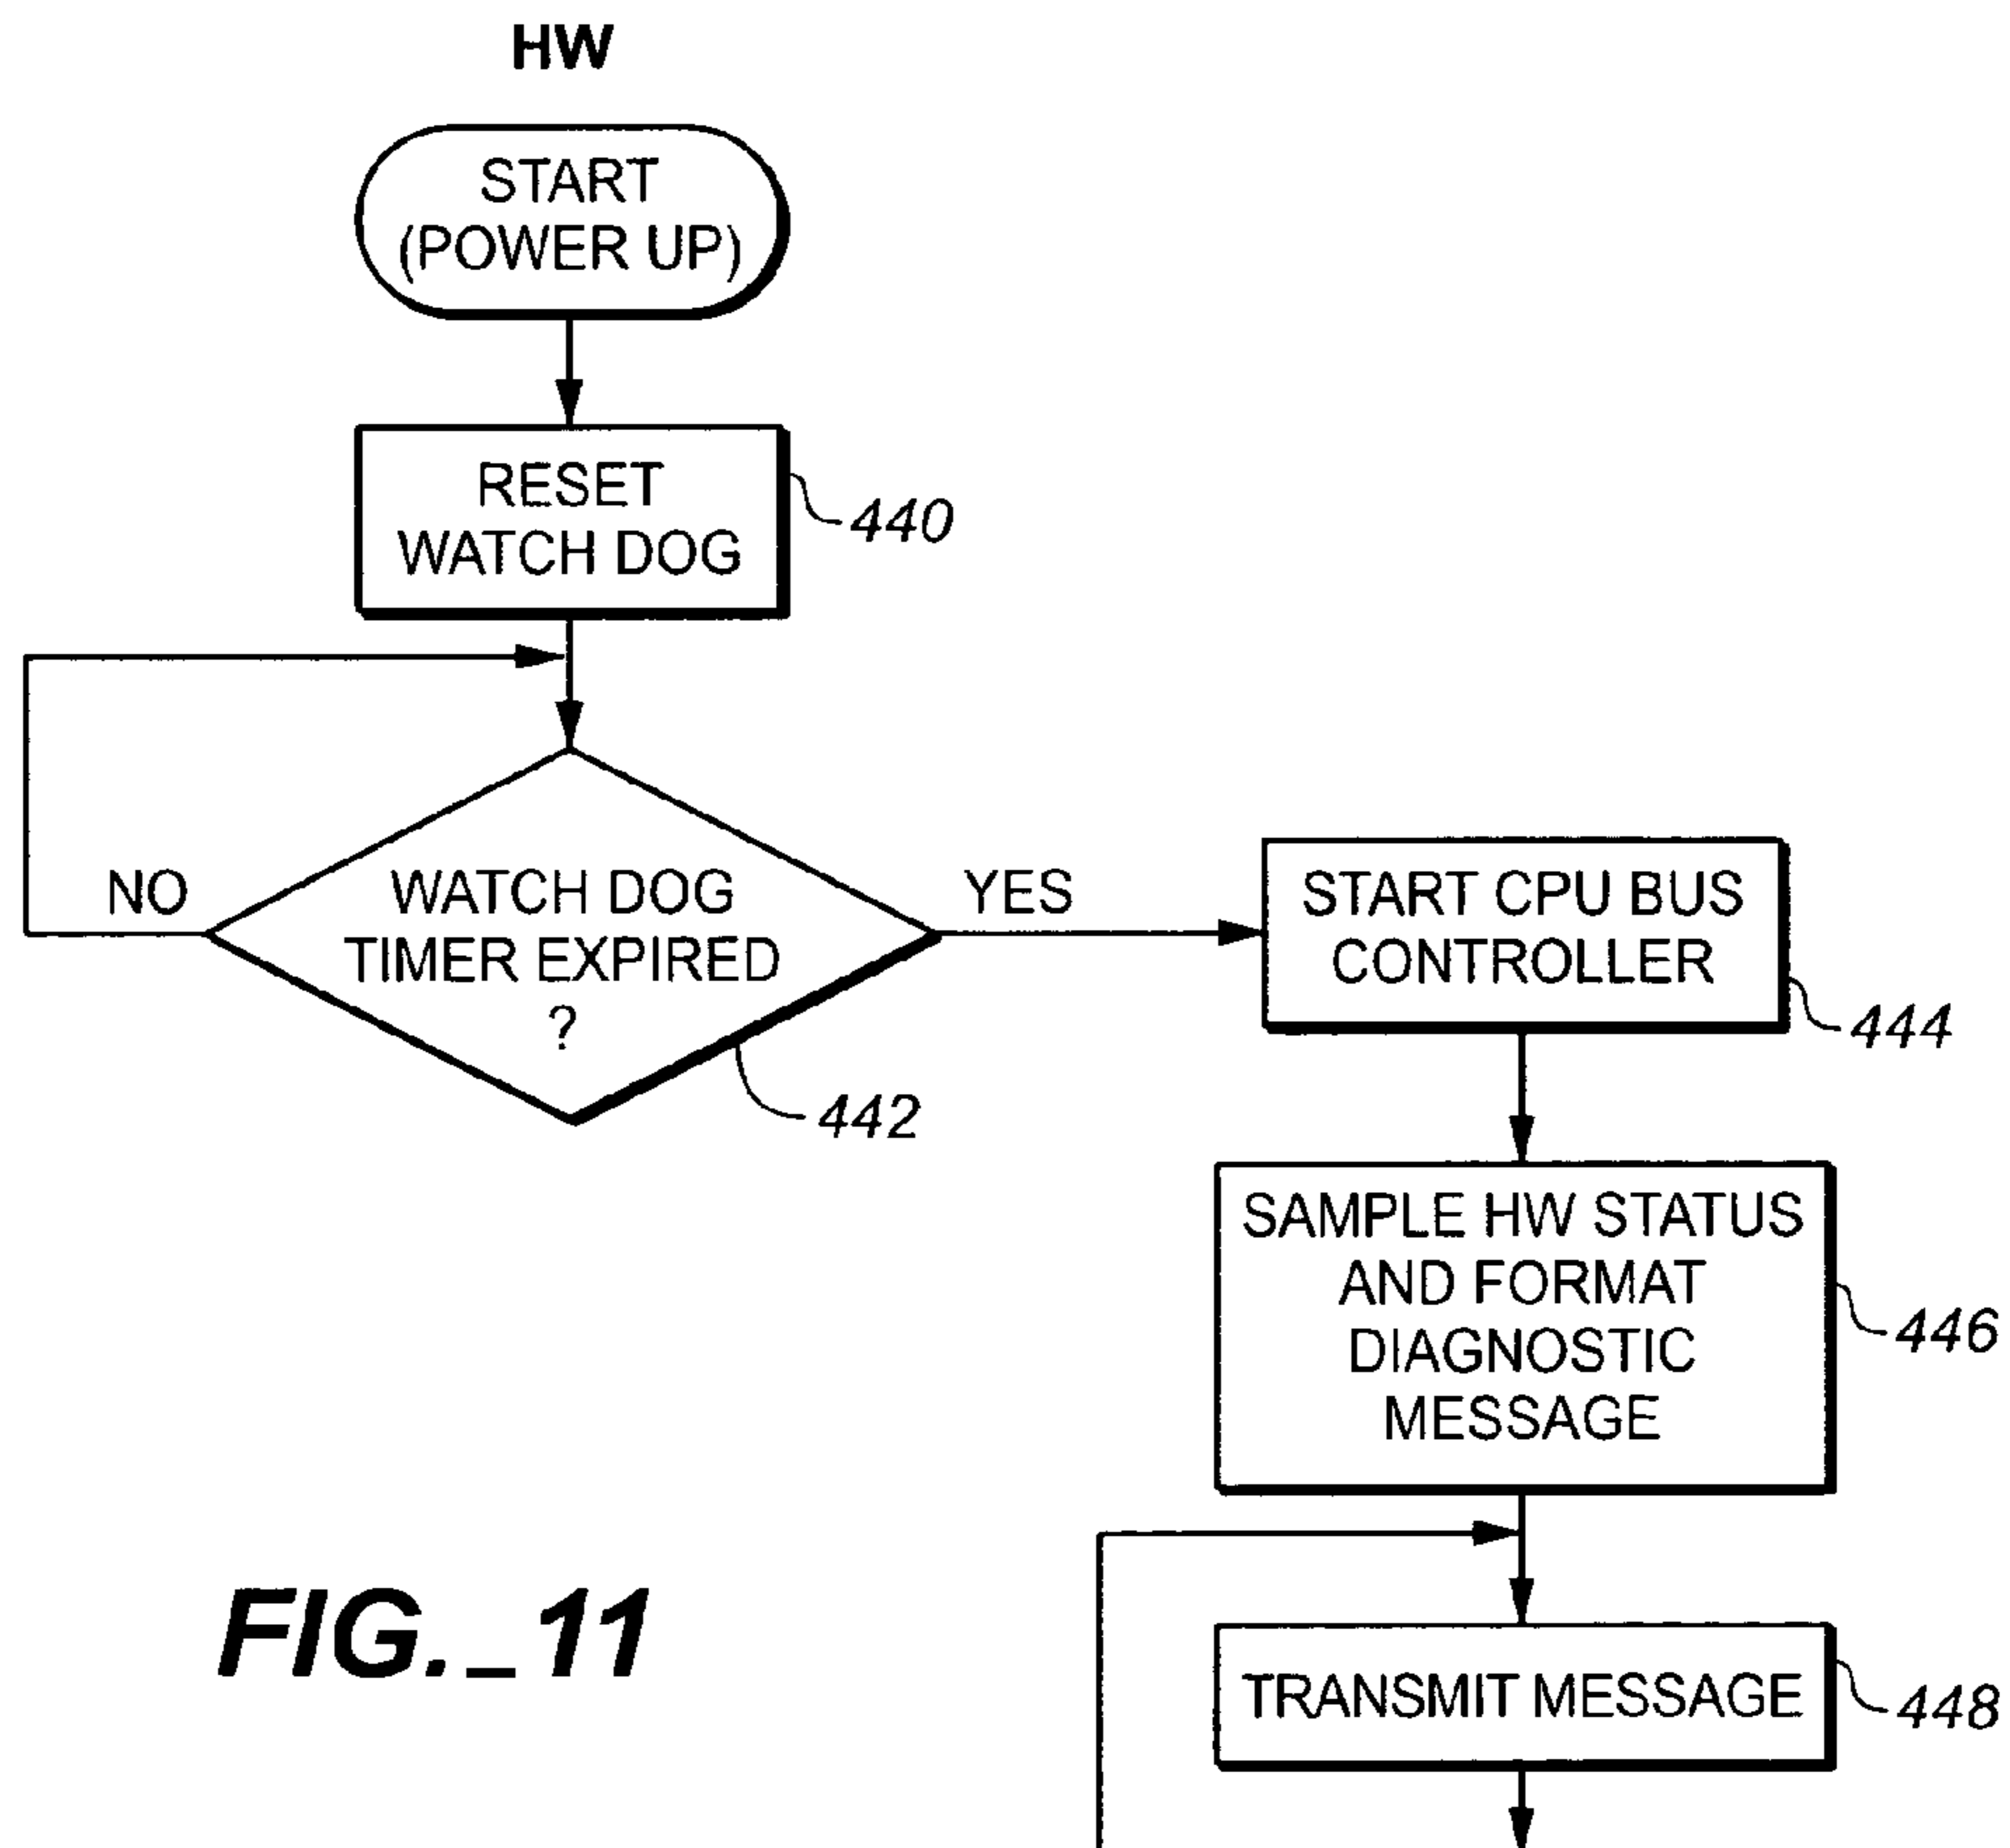 HW
START
(POWER UP)
RESET
WATCH DOG
440
NO
WATCH DOG
TIMER EXPIRED
?
YES
442
START CPU BUS
CONTROLLER
444
SAMPLE HW STATUS
AND FORMAT
DIAGNOSTIC
MESSAGE
446
TRANSMIT MESSAGE
448
FIG._11